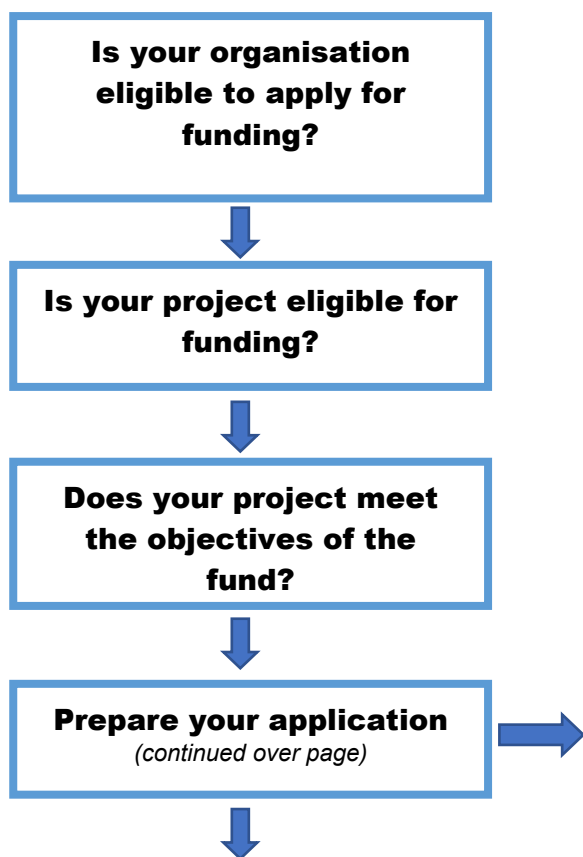 Is your organisation
eligible to apply for
funding?
Is your project eligible for
funding?
Does your project meet
the objectives of the
fund?
Prepare your application
(continued over page)